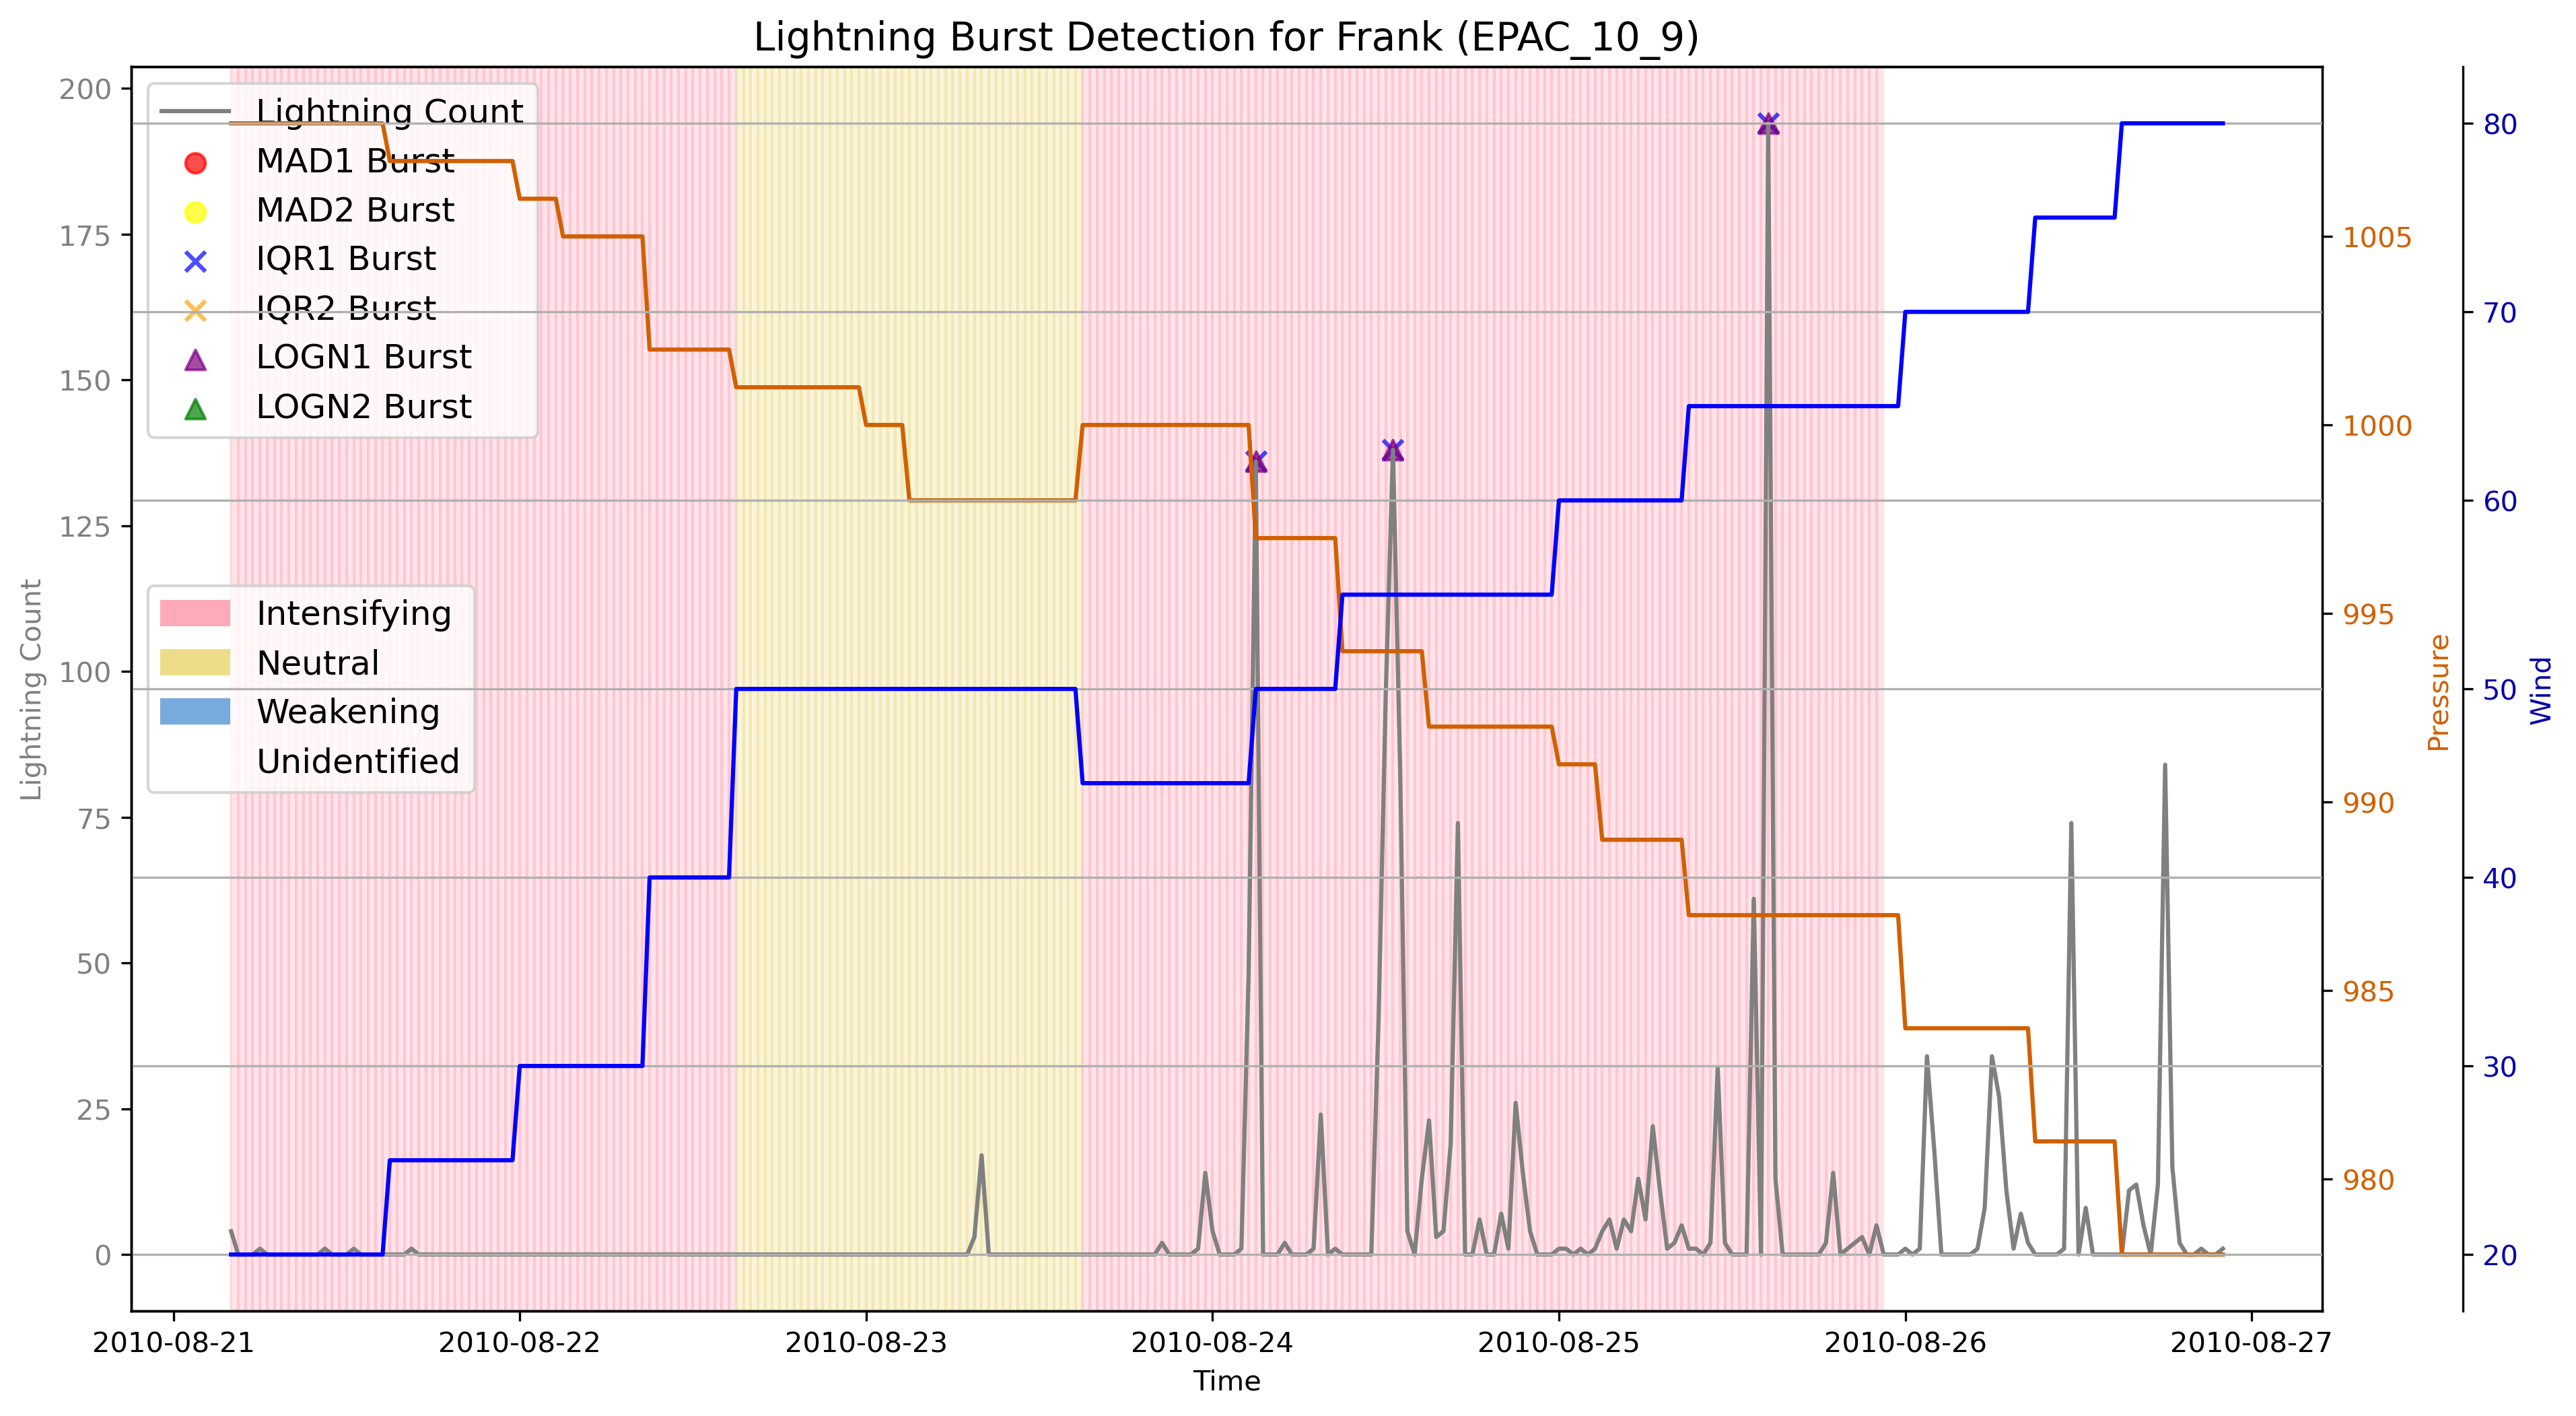 Lightning Burst Detection for Frank (EPAC_10_9)
Lightning Count
MAD1 Burst
MAD2 Burst
IQR1 Burst
IQR2 Burst
LOGN1 Burst
LOGN2 Burst
Intensifying
Neutral
Weakening
Unidentified
200
175
150
125
100
75
50
25
0
Lightning Count
1005
1000
995
990
985
980
Pressure
80
70
60
50
40
30
20
Wind
2010-08-21 2010-08-22 2010-08-23 2010-08-24 2010-08-25 2010-08-26 2010-08-27
Time